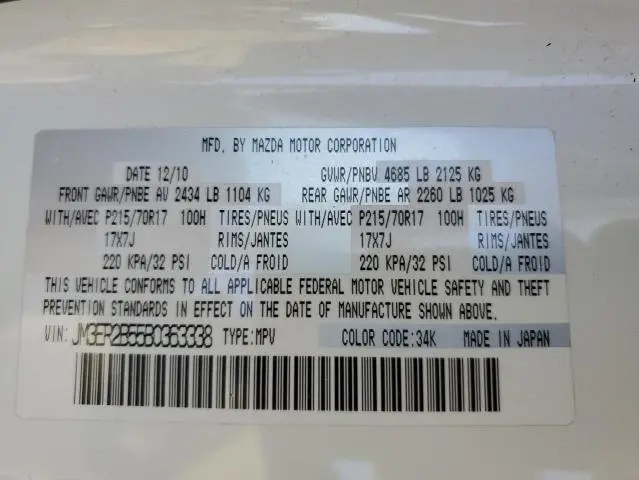 MFD. BY MAZDA MOTOR CORPORATION
DATE 12/10 GVWR/PNBV 4685 LB 2125 KG
FRONT GAWR/PNBE AV 2434 LB 1104 KG REAR GAWR/PNBE AR 2260 LB 1025 KG
WITH/AVEC P215/70R17 100H TIRES/PNEUS WITH/AVEC P215/70R17 100H TIRES/PNEUS
17X7J RIMS/JANTES 17X7J RIMS/JANTES
220 KPA/32 PSI COLD/A FROID 220 KPA/32 PSI COLD/A FROID
THIS VEHICLE CONFORMS TO ALL APPLICABLE FEDERAL MOTOR VEHICLE SAFETY AND THEFT
PREVENTION STANDARDS IN EFFECT ON THE DATE OF MANUFACTURE SHOWN ABOVE.
VIN: JM3ER2B55B0363338 TYPE:MPV COLOR CODE:34K MADE IN JAPAN